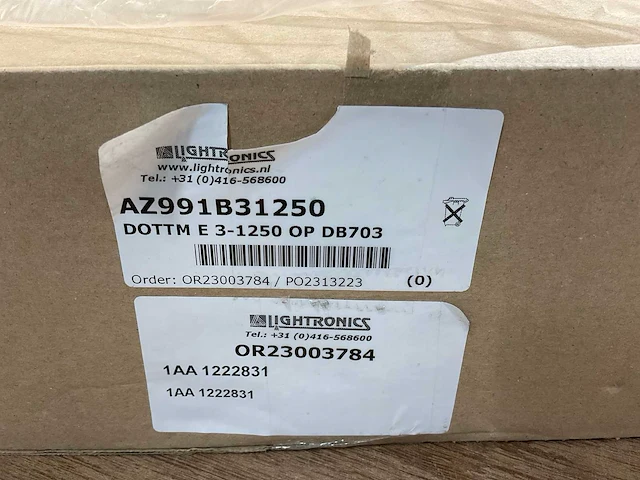 LIGHTRONICS
www.lightronics.nl
Tel.: +31 (0)416-568600
AZ991B31250
DOTTM E 3-1250 OP DB703
Order: OR23003784 / PO2313223 (0)
LIGHTRONICS
Tel.: +31 (0)416-568600
OR23003784
1AA 1222831
1AA 1222831